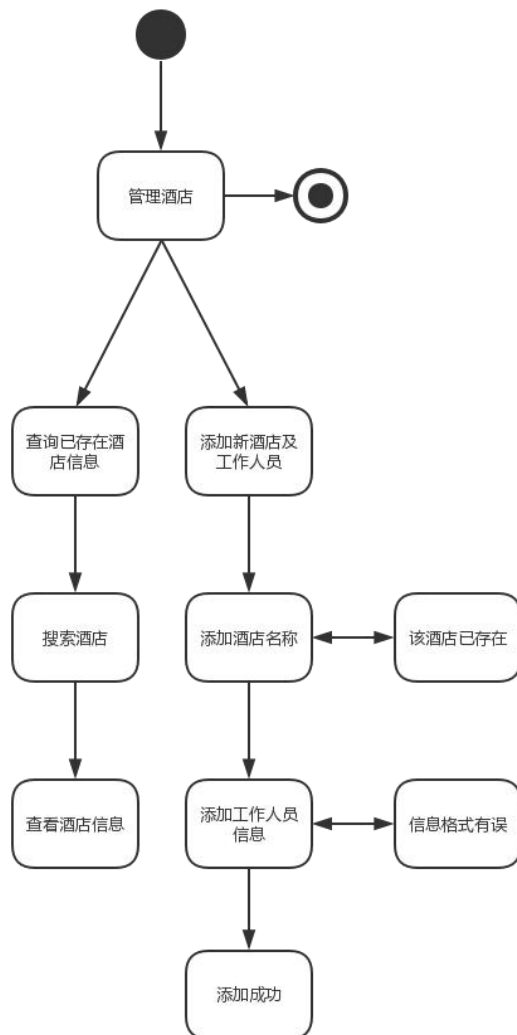 管理酒店
查询已存在酒
店信息
添加新酒店及
工作人员
搜索酒店
添加酒店名称
该酒店已存在
查看酒店信息
添加工作人员
信息
信息格式有误
添加成功